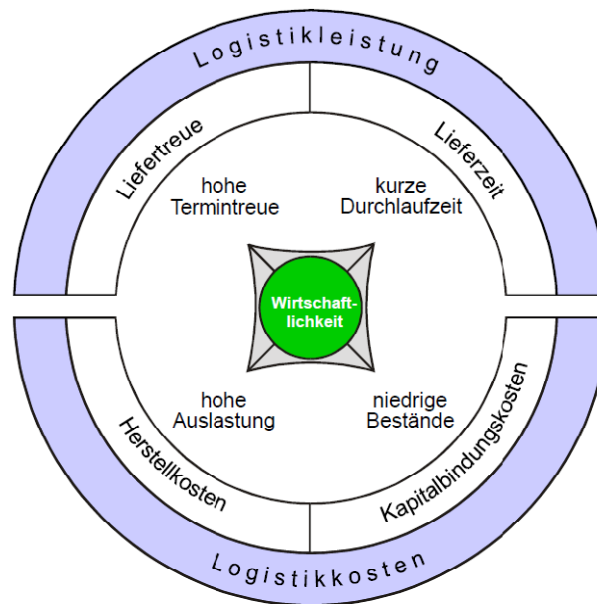 Logistikleistung
Liefertreue
Lieferzeit
hohe
Termintreue
kurze
Durchlaufzeit
Wirtschaft-
lichkeit
hohe
Auslastung
niedrige
Bestände
Herstellkosten
Kapitalbindungskosten
Logistikkosten